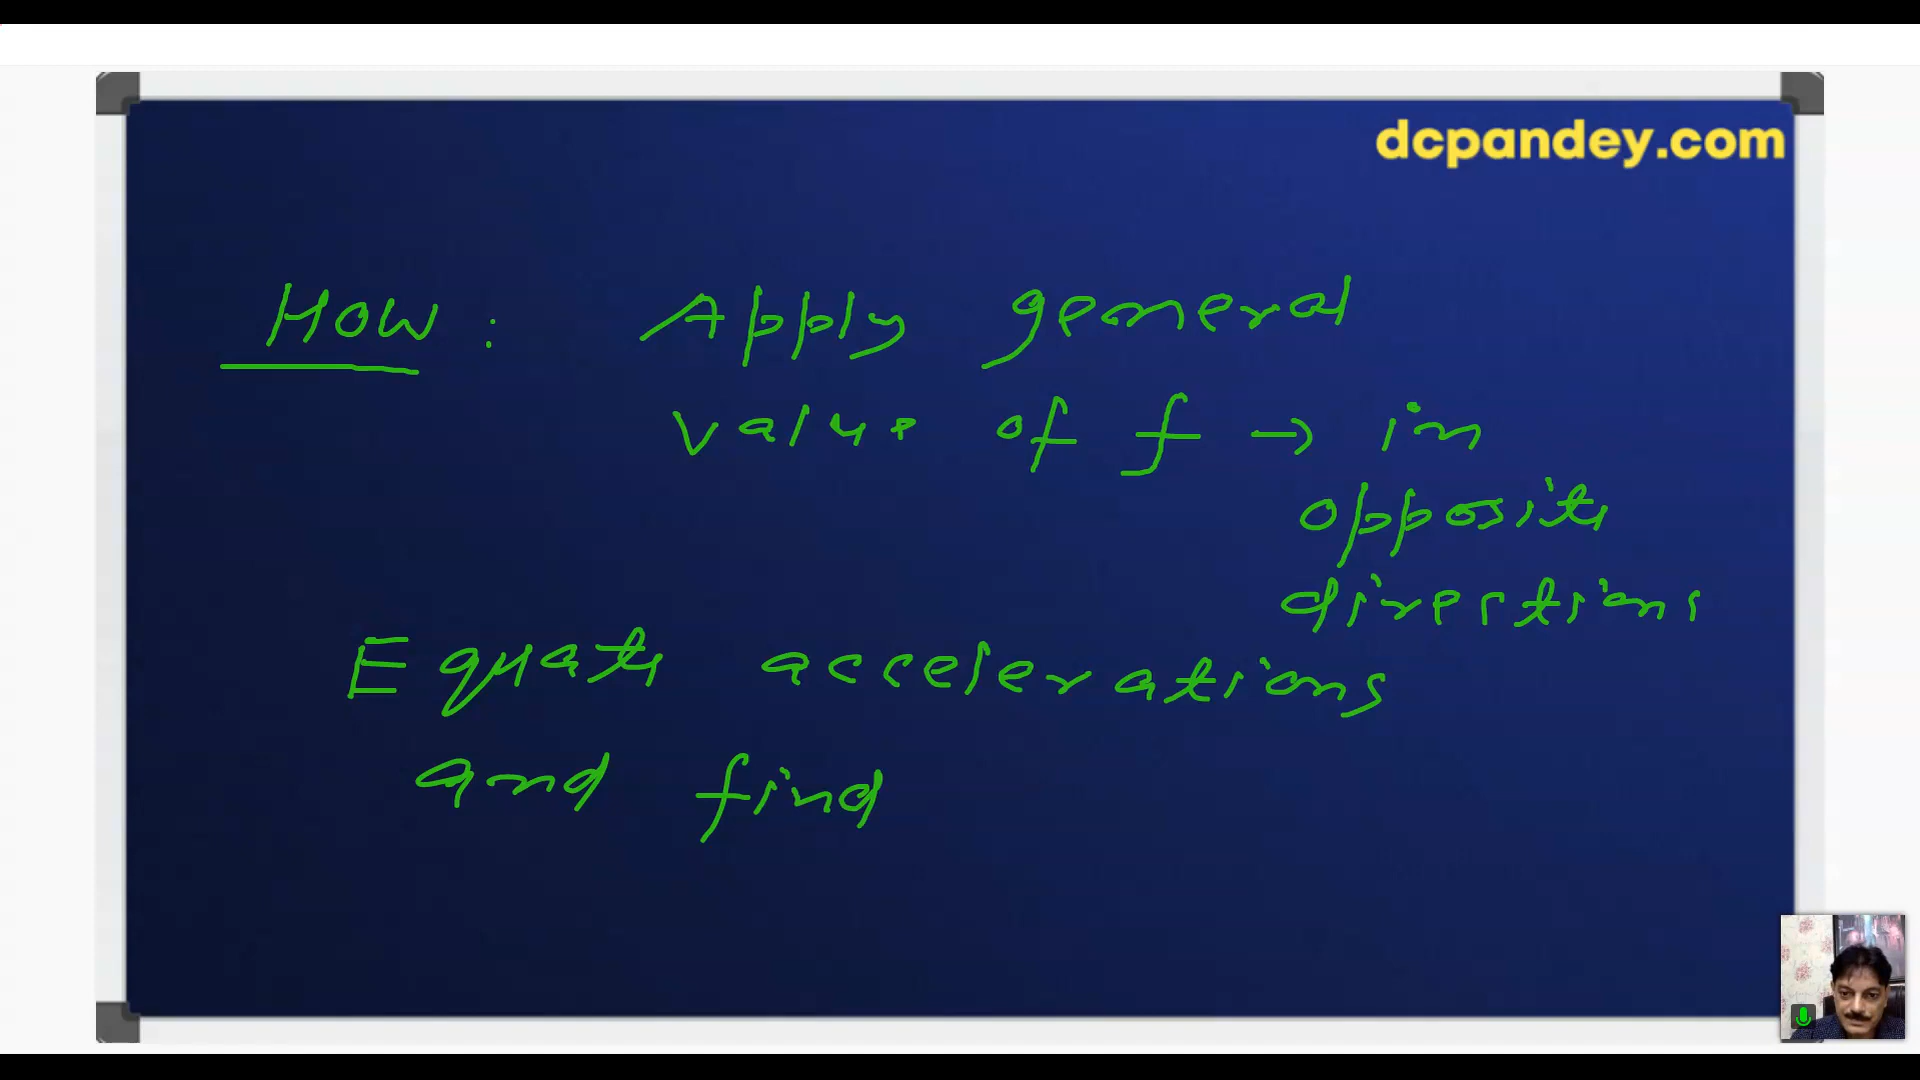 dcpandey.com
HOW : Apply general
value of f → in
opposite
directions
Equate accelerations
and find